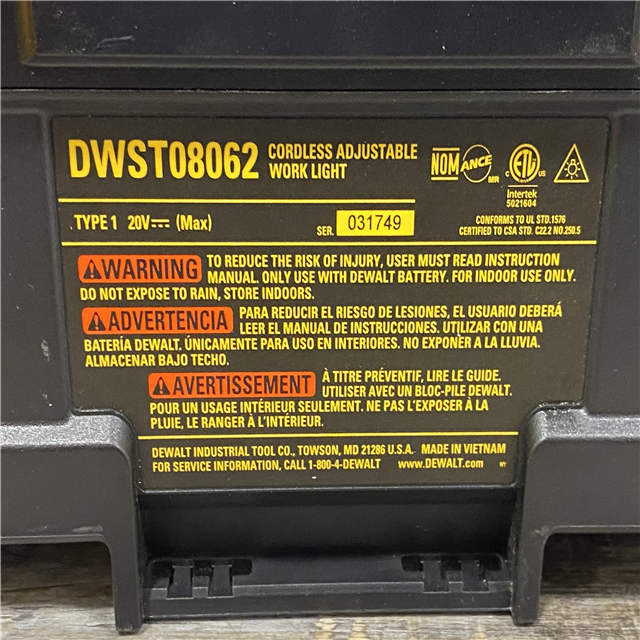 DWST08062 CORDLESS ADJUSTABLE WORK LIGHT
NOM ANCE MR
C ETL US
Intertek
5021604
TYPE 1 20V (Max)
SER. 031749
CONFORMS TO UL STD.1576
CERTIFIED TO CSA STD. C22.2 NO.250.5
WARNING TO REDUCE THE RISK OF INJURY, USER MUST READ INSTRUCTION
MANUAL. ONLY USE WITH DEWALT BATTERY. FOR INDOOR USE ONLY.
DO NOT EXPOSE TO RAIN, STORE INDOORS.
ADVERTENCIA PARA REDUCIR EL RIESGO DE LESIONES, EL USUARIO DEBERÁ
LEER EL MANUAL DE INSTRUCCIONES. UTILIZAR CON UNA
BATERÍA DEWALT. ÚNICAMENTE PARA USO EN INTERIORES. NO EXPONER A LA LLUVIA.
ALMACENAR BAJO TECHO.
AVERTISSEMENT À TITRE PRÉVENTIF, LIRE LE GUIDE.
UTILISER AVEC UN BLOC-PILE DEWALT.
POUR UN USAGE INTÉRIEUR SEULEMENT. NE PAS L'EXPOSER À LA
PLUIE, LE RANGER À L'INTÉRIEUR.
DEWALT INDUSTRIAL TOOL CO., TOWSON, MD 21286 U.S.A. MADE IN VIETNAM
FOR SERVICE INFORMATION, CALL 1-800-4-DEWALT www.DEWALT.com